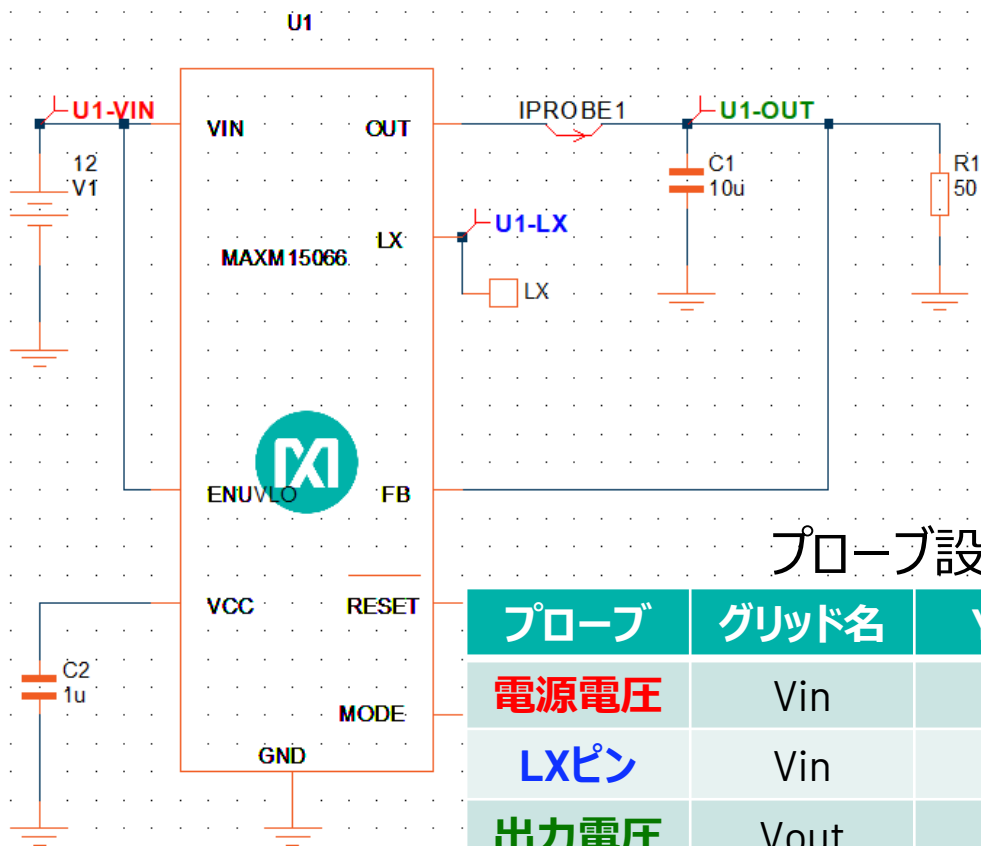 U1
U1-VIN
VIN
OUT
IPROBE1
U1-OUT
12
V1
C1
10u
R1
50
LX
U1-LX
MAXM15066
LX
ENUVLO
FB
VCC
RESET
C2
1u
MODE
GND
プローブ設
プローブ グリッド名
電源電圧 Vin
LXピン Vin
出力電圧 Vout